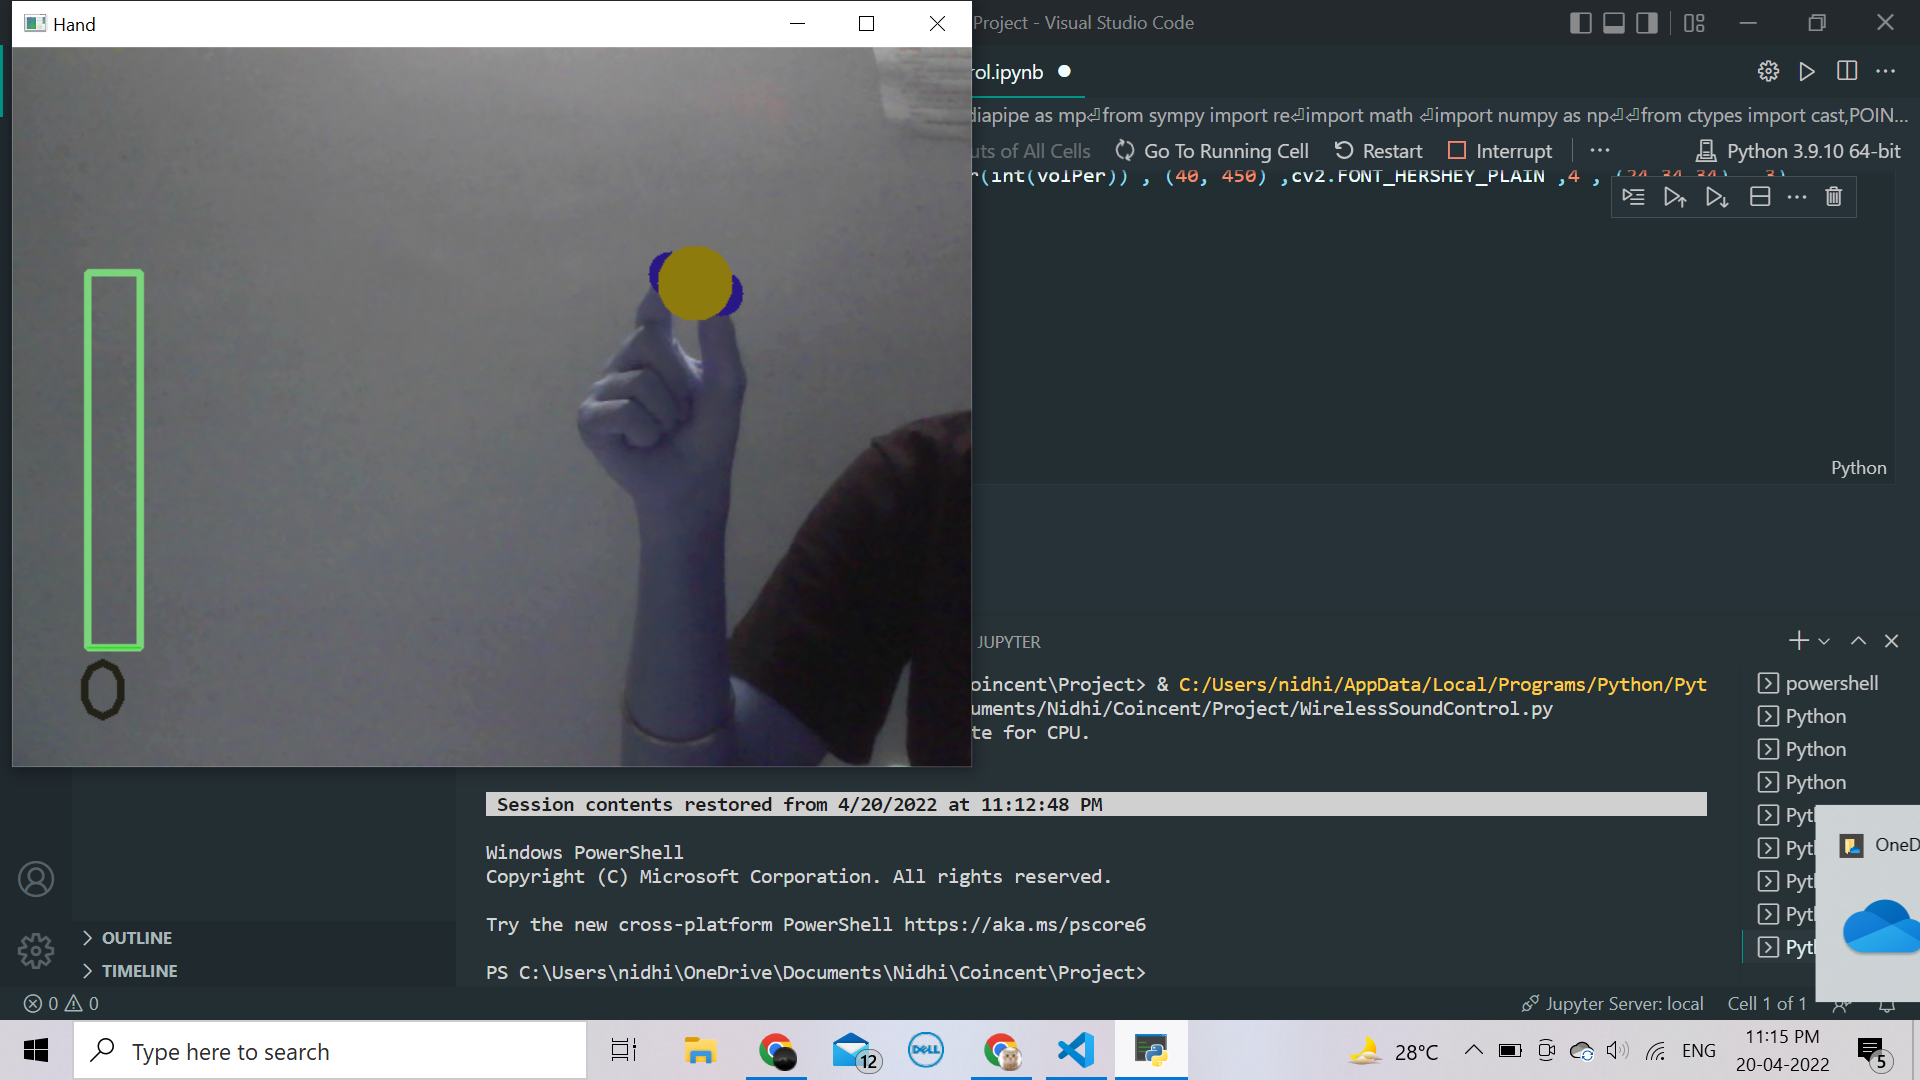 Hand
Project - Visual Studio Code
rol.ipynb
diapipe as mp⏎from sympy import re⏎import math ⏎import numpy as np⏎⏎from ctypes import cast,POIN...
uts of All Cells
Go To Running Cell
Restart
Interrupt
Python 3.9.10 64-bit
r(int(volPer)) , (40, 450) ,cv2.FONT_HERSHEY_PLAIN ,4 , (24,34,34) , 3)
Python
0
JUPYTER
oincent\Project> & C:/Users/nidhi/AppData/Local/Programs/Python/Pyt
uments/Nidhi/Coincent/Project/WirelessSoundControl.py
te for CPU.
Session contents restored from 4/20/2022 at 11:12:48 PM
Windows PowerShell
Copyright (C) Microsoft Corporation. All rights reserved.
Try the new cross-platform PowerShell https://aka.ms/pscore6
PS C:\Users\nidhi\OneDrive\Documents\Nidhi\Coincent\Project>
powershell
Python
Python
Python
Pyt
Pyt
Pyt
Pyt
Pyt
OneD
OUTLINE
TIMELINE
0 0
Jupyter Server: local
Cell 1 of 1
Type here to search
12
DELL
28°C
ENG
11:15 PM
20-04-2022
5